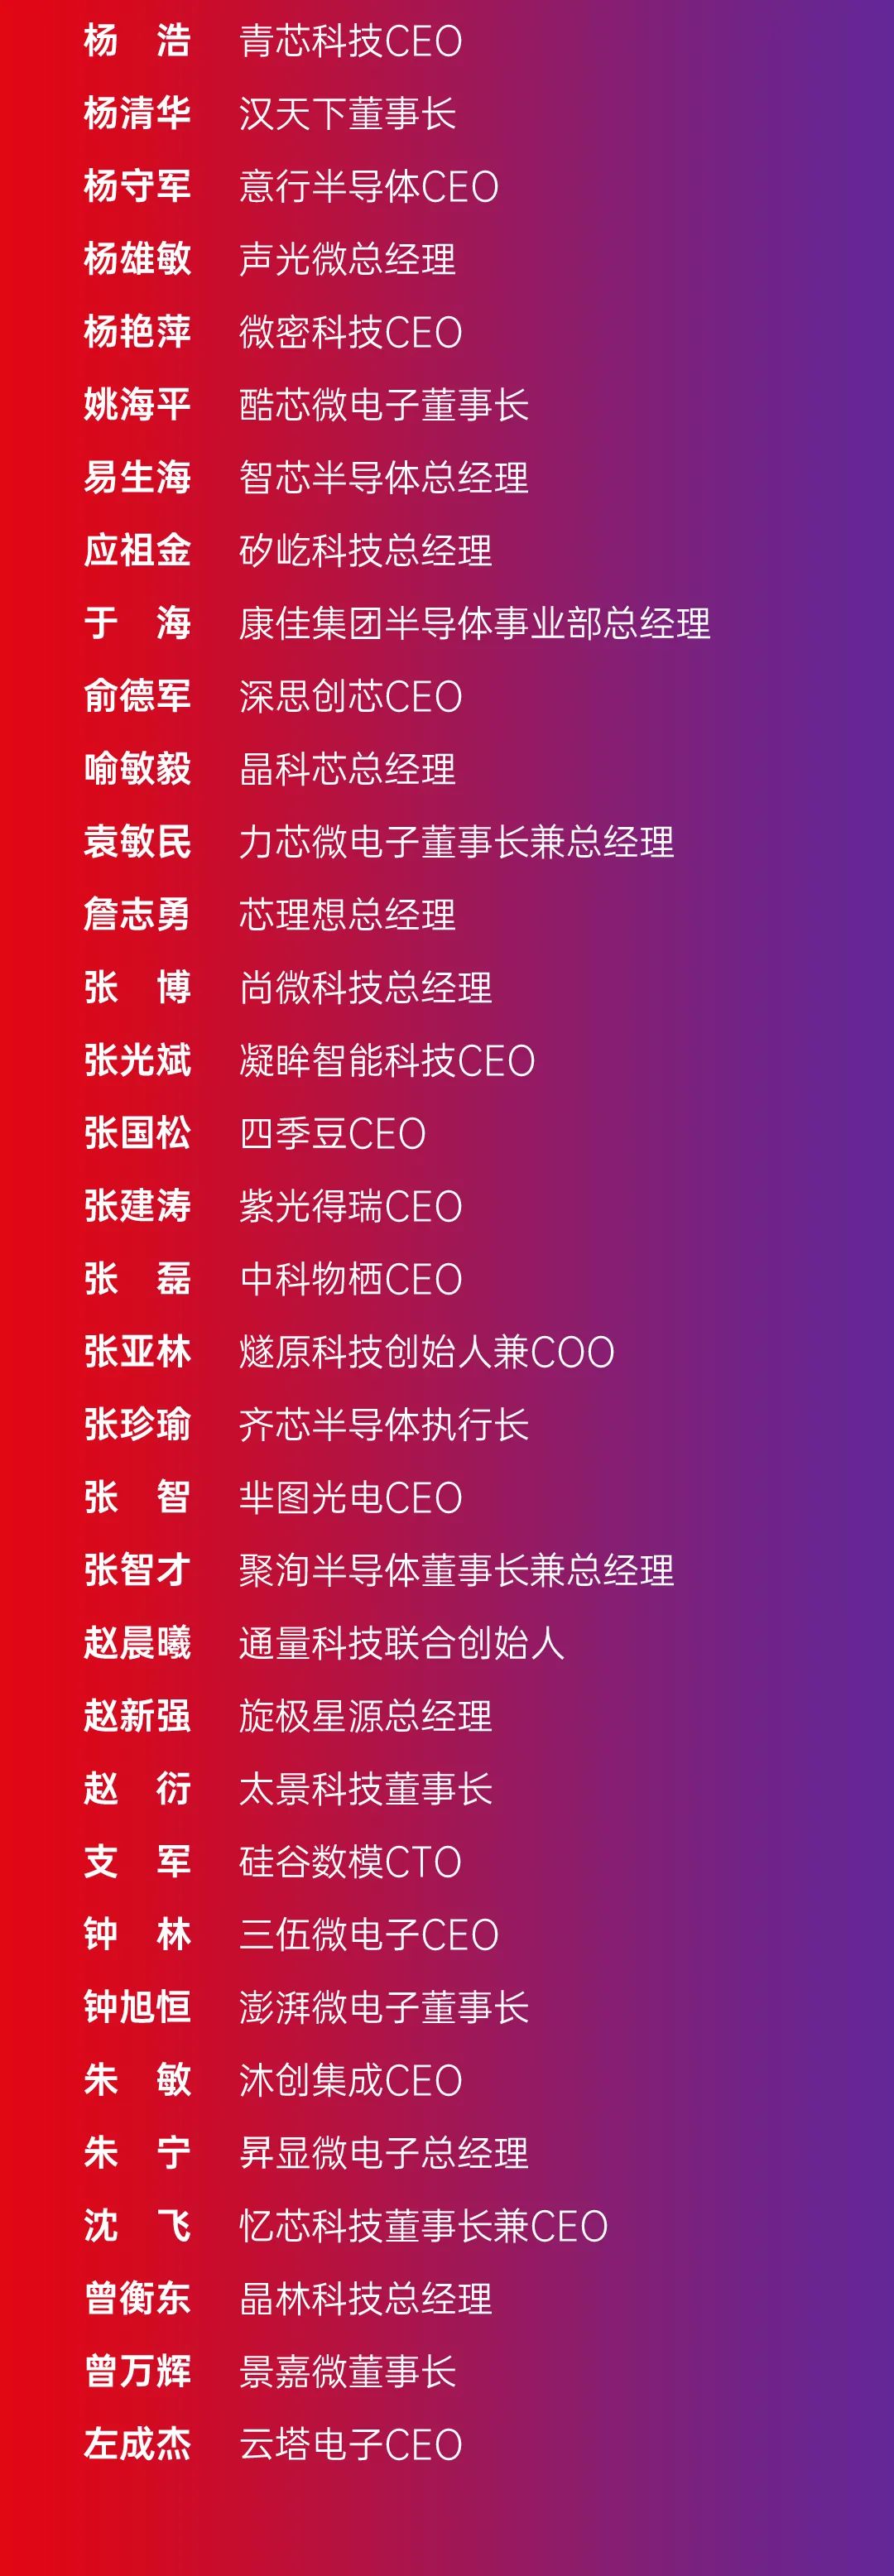 杨 浩 青芯科技CEO
杨清华 汉天下董事长
杨守军 意行半导体CEO
杨雄敏 声光微总经理
杨艳萍 微密科技CEO
姚海平 酷芯微电子董事长
易生海 智芯半导体总经理
应祖金 矽屹科技总经理
于 海 康佳集团半导体事业部总经理
俞德军 深思创芯CEO
喻敏毅 晶科芯总经理
袁敏民 力芯微电子董事长兼总经理
詹志勇 芯理想总经理
张 博 尚微科技总经理
张光斌 凝眸智能科技CEO
张国松 四季豆CEO
张建涛 紫光得瑞CEO
张 磊 中科物栖CEO
张亚林 燧原科技创始人兼COO
张珍瑜 齐芯半导体执行长
张 智 芈图光电CEO
张智才 聚洵半导体董事长兼总经理
赵晨曦 通量科技联合创始人
赵新强 旋极星源总经理
赵 衍 太景科技董事长
支 军 硅谷数模CTO
钟 林 三伍微电子CEO
钟旭恒 澎湃微电子董事长
朱 敏 沐创集成CEO
朱 宁 昇显微电子总经理
沈 飞 忆芯科技董事长兼CEO
曾衡东 晶林科技总经理
曾万辉 景嘉微董事长
左成杰 云塔电子CEO